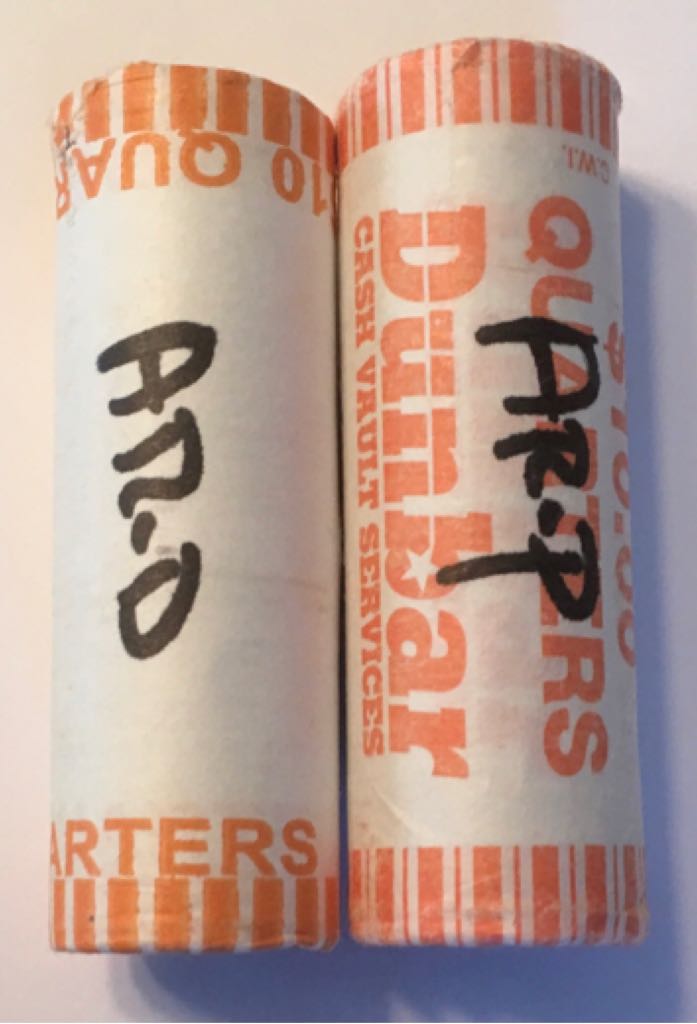 10 QUAR
AR-D
ARTERS
C.W.I.
$10.00
QUARTERS
AR-P
Dunbar
CASH VAULT SERVICES